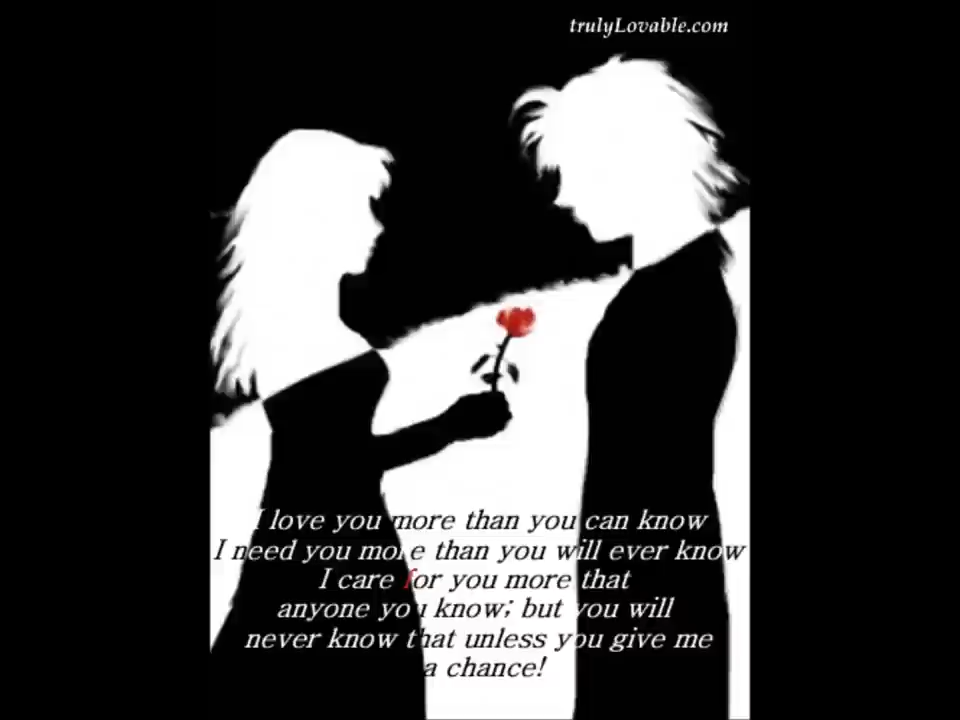 trulyLovable.com
I love you more than you can know
I need you more than you will ever know
I care for you more that
anyone you know; but you will
never know that unless you give me
a chance!